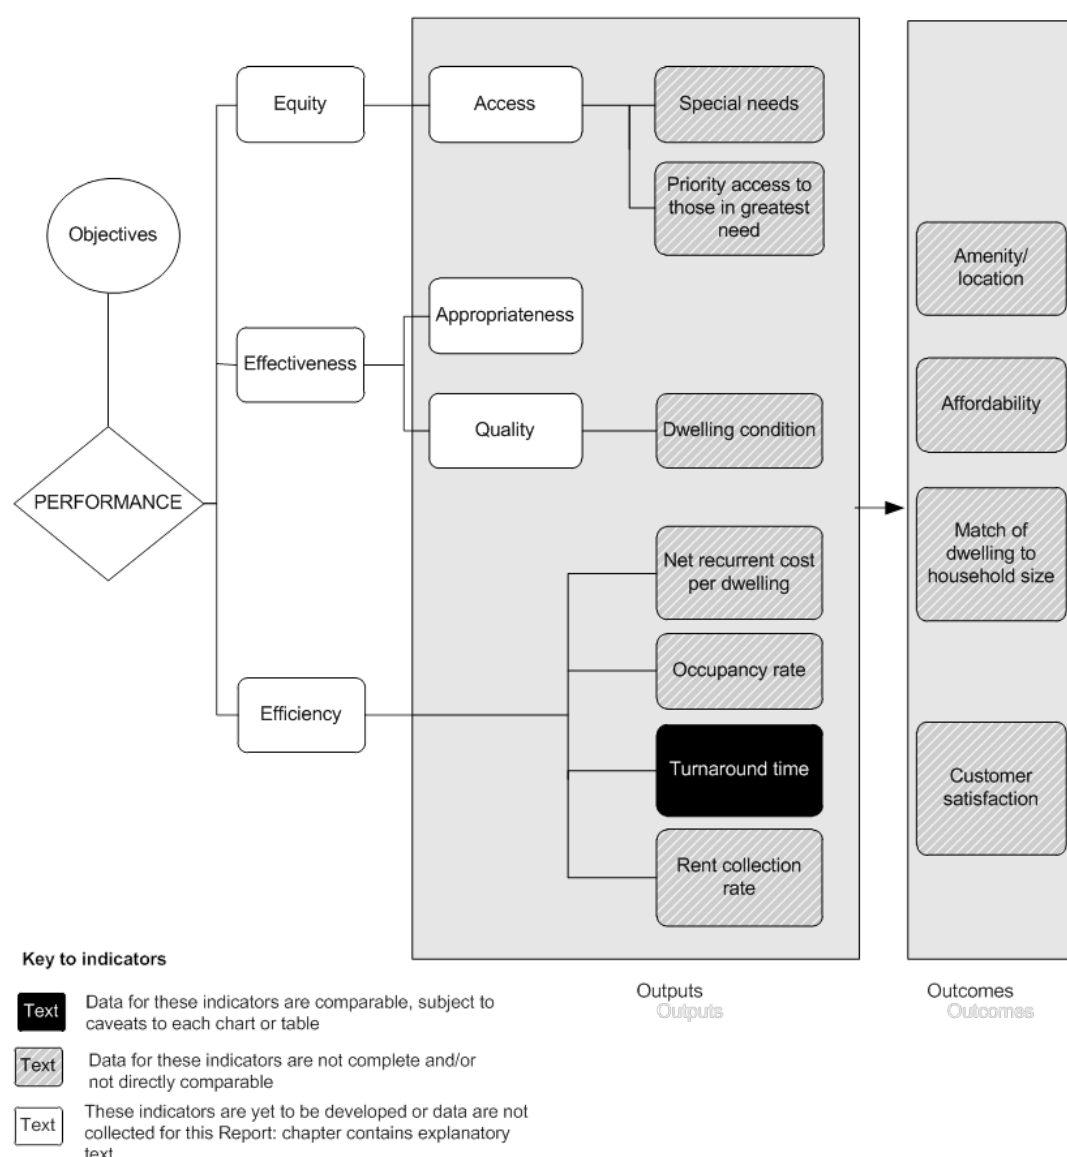 Equity
Access
Special needs
Priority access to
those in greatest
need
Objectives
Amenity/
location
Appropriateness
Effectiveness
Affordability
Quality
Dwelling condition
PERFORMANCE
Match of
dwelling to
household size
Net recurrent cost
per dwelling
Occupancy rate
Efficiency
Turnaround time
Customer
satisfaction
Rent collection
rate
Key to indicators
Outputs
Outputs
Outcomes
Outcomes
Text
Data for these indicators are comparable, subject to
caveats to each chart or table
Text
Data for these indicators are not complete and/or
not directly comparable
Text
These indicators are yet to be developed or data are not
collected for this Report: chapter contains explanatory
text